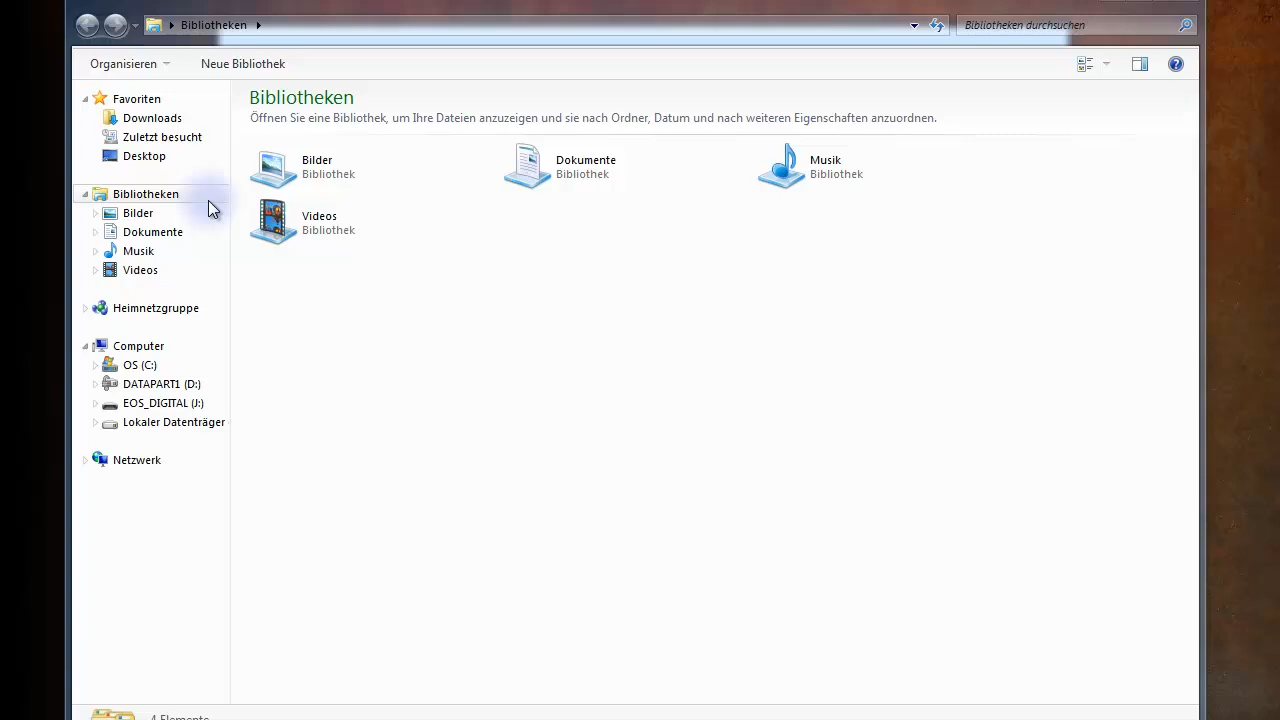 Bibliotheken
Bibliotheken durchsuchen
Organisieren
Neue Bibliothek
Favoriten
Downloads
Zuletzt besucht
Desktop
Bibliotheken
Bilder
Dokumente
Musik
Videos
Heimnetzgruppe
Computer
OS (C:)
DATAPART1 (D:)
EOS_DIGITAL (J:)
Lokaler Datenträger
Netzwerk
Bibliotheken
Öffnen Sie eine Bibliothek, um Ihre Dateien anzuzeigen und sie nach Ordner, Datum und nach weiteren Eigenschaften anzuordnen.
Bilder
Bibliothek
Dokumente
Bibliothek
Musik
Bibliothek
Videos
Bibliothek
4 Elemente